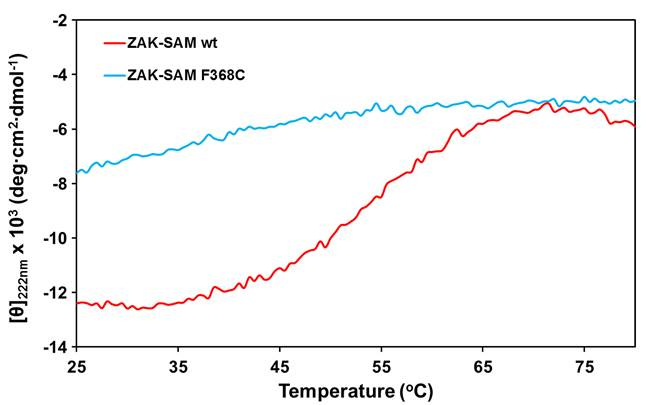 -2
ZAK-SAM wt
-4
ZAK-SAM F368C
-6
-8
-10
-12
-14
[θ]222nm x 10³ (deg·cm²·dmol⁻¹)
25 35 45 55 65 75
Temperature (ºC)